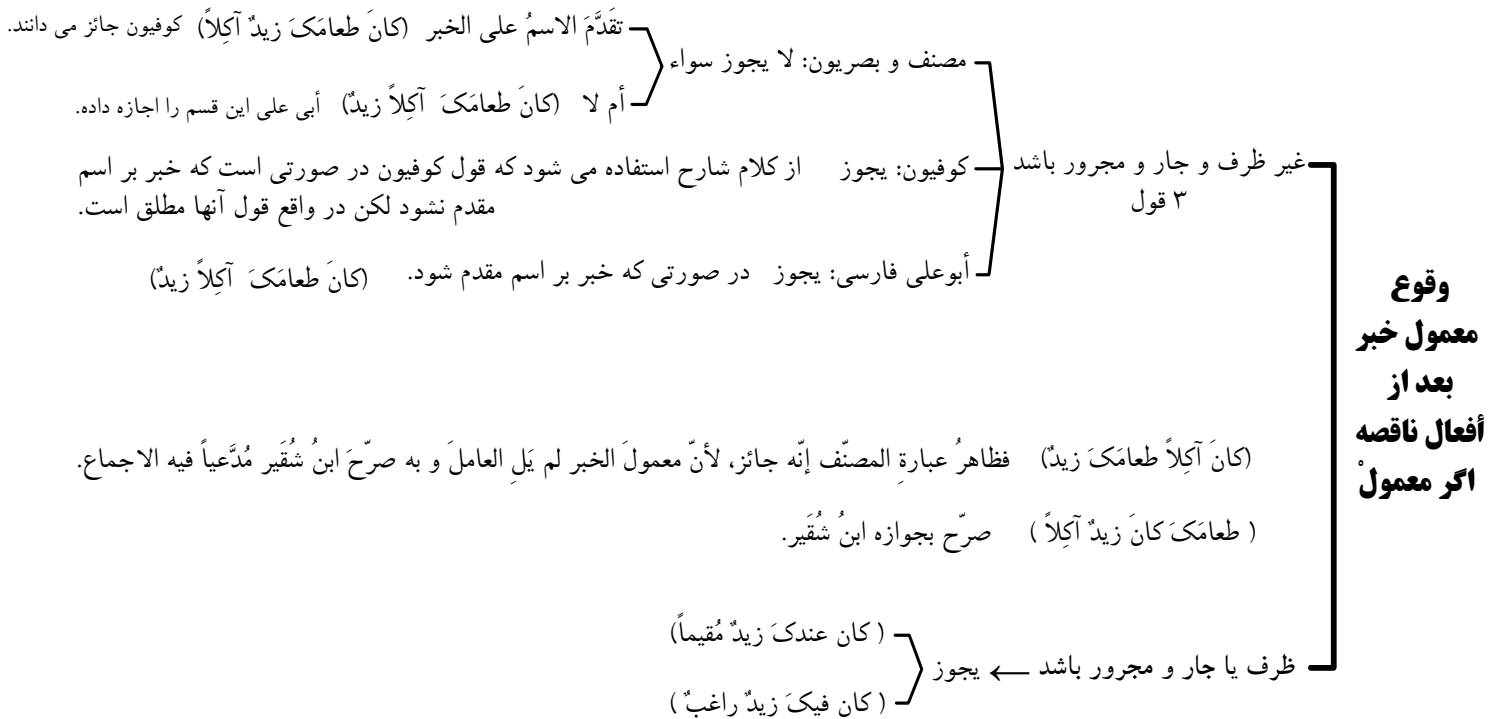 وقوع
معمول خبر
بعد از
أفعال ناقصه
اگر معمولْ
غیر ظرف و جار و مجرور باشد
۳ قول
مصنف و بصریون: لا یجوز سواء
تقَدَّمَ الاسمُ علی الخبر (کانَ طعامَکَ زیدٌ آکِلاً) کوفیون جائز می دانند.
أم لا (کانَ طعامَکَ آکِلاً زیدٌ) أبی علی این قسم را اجازه داده.
کوفیون: یجوز از کلام شارح استفاده می شود که قول کوفیون در صورتی است که خبر بر اسم
مقدم نشود لکن در واقع قول آنها مطلق است.
أبوعلی فارسی: یجوز در صورتی که خبر بر اسم مقدم شود. (کانَ طعامَکَ آکِلاً زیدٌ)
(کانَ آکِلاً طعامَکَ زیدٌ) فظاهرُ عبارةِ المصنّف إنّه جائز، لأنّ معمولَ الخبر لم یَلِ العاملَ و به صرّحَ ابنُ شُقَیر مُدَّعیاً فیه الاجماع.
( طعامَکَ کانَ زیدٌ آکِلاً ) صرّح بجوازه ابنُ شُقَیر.
ظرف یا جار و مجرور باشد ← یجوز
( کان عندکَ زیدٌ مُقیماً)
( کان فیکَ زیدٌ راغبٌ )